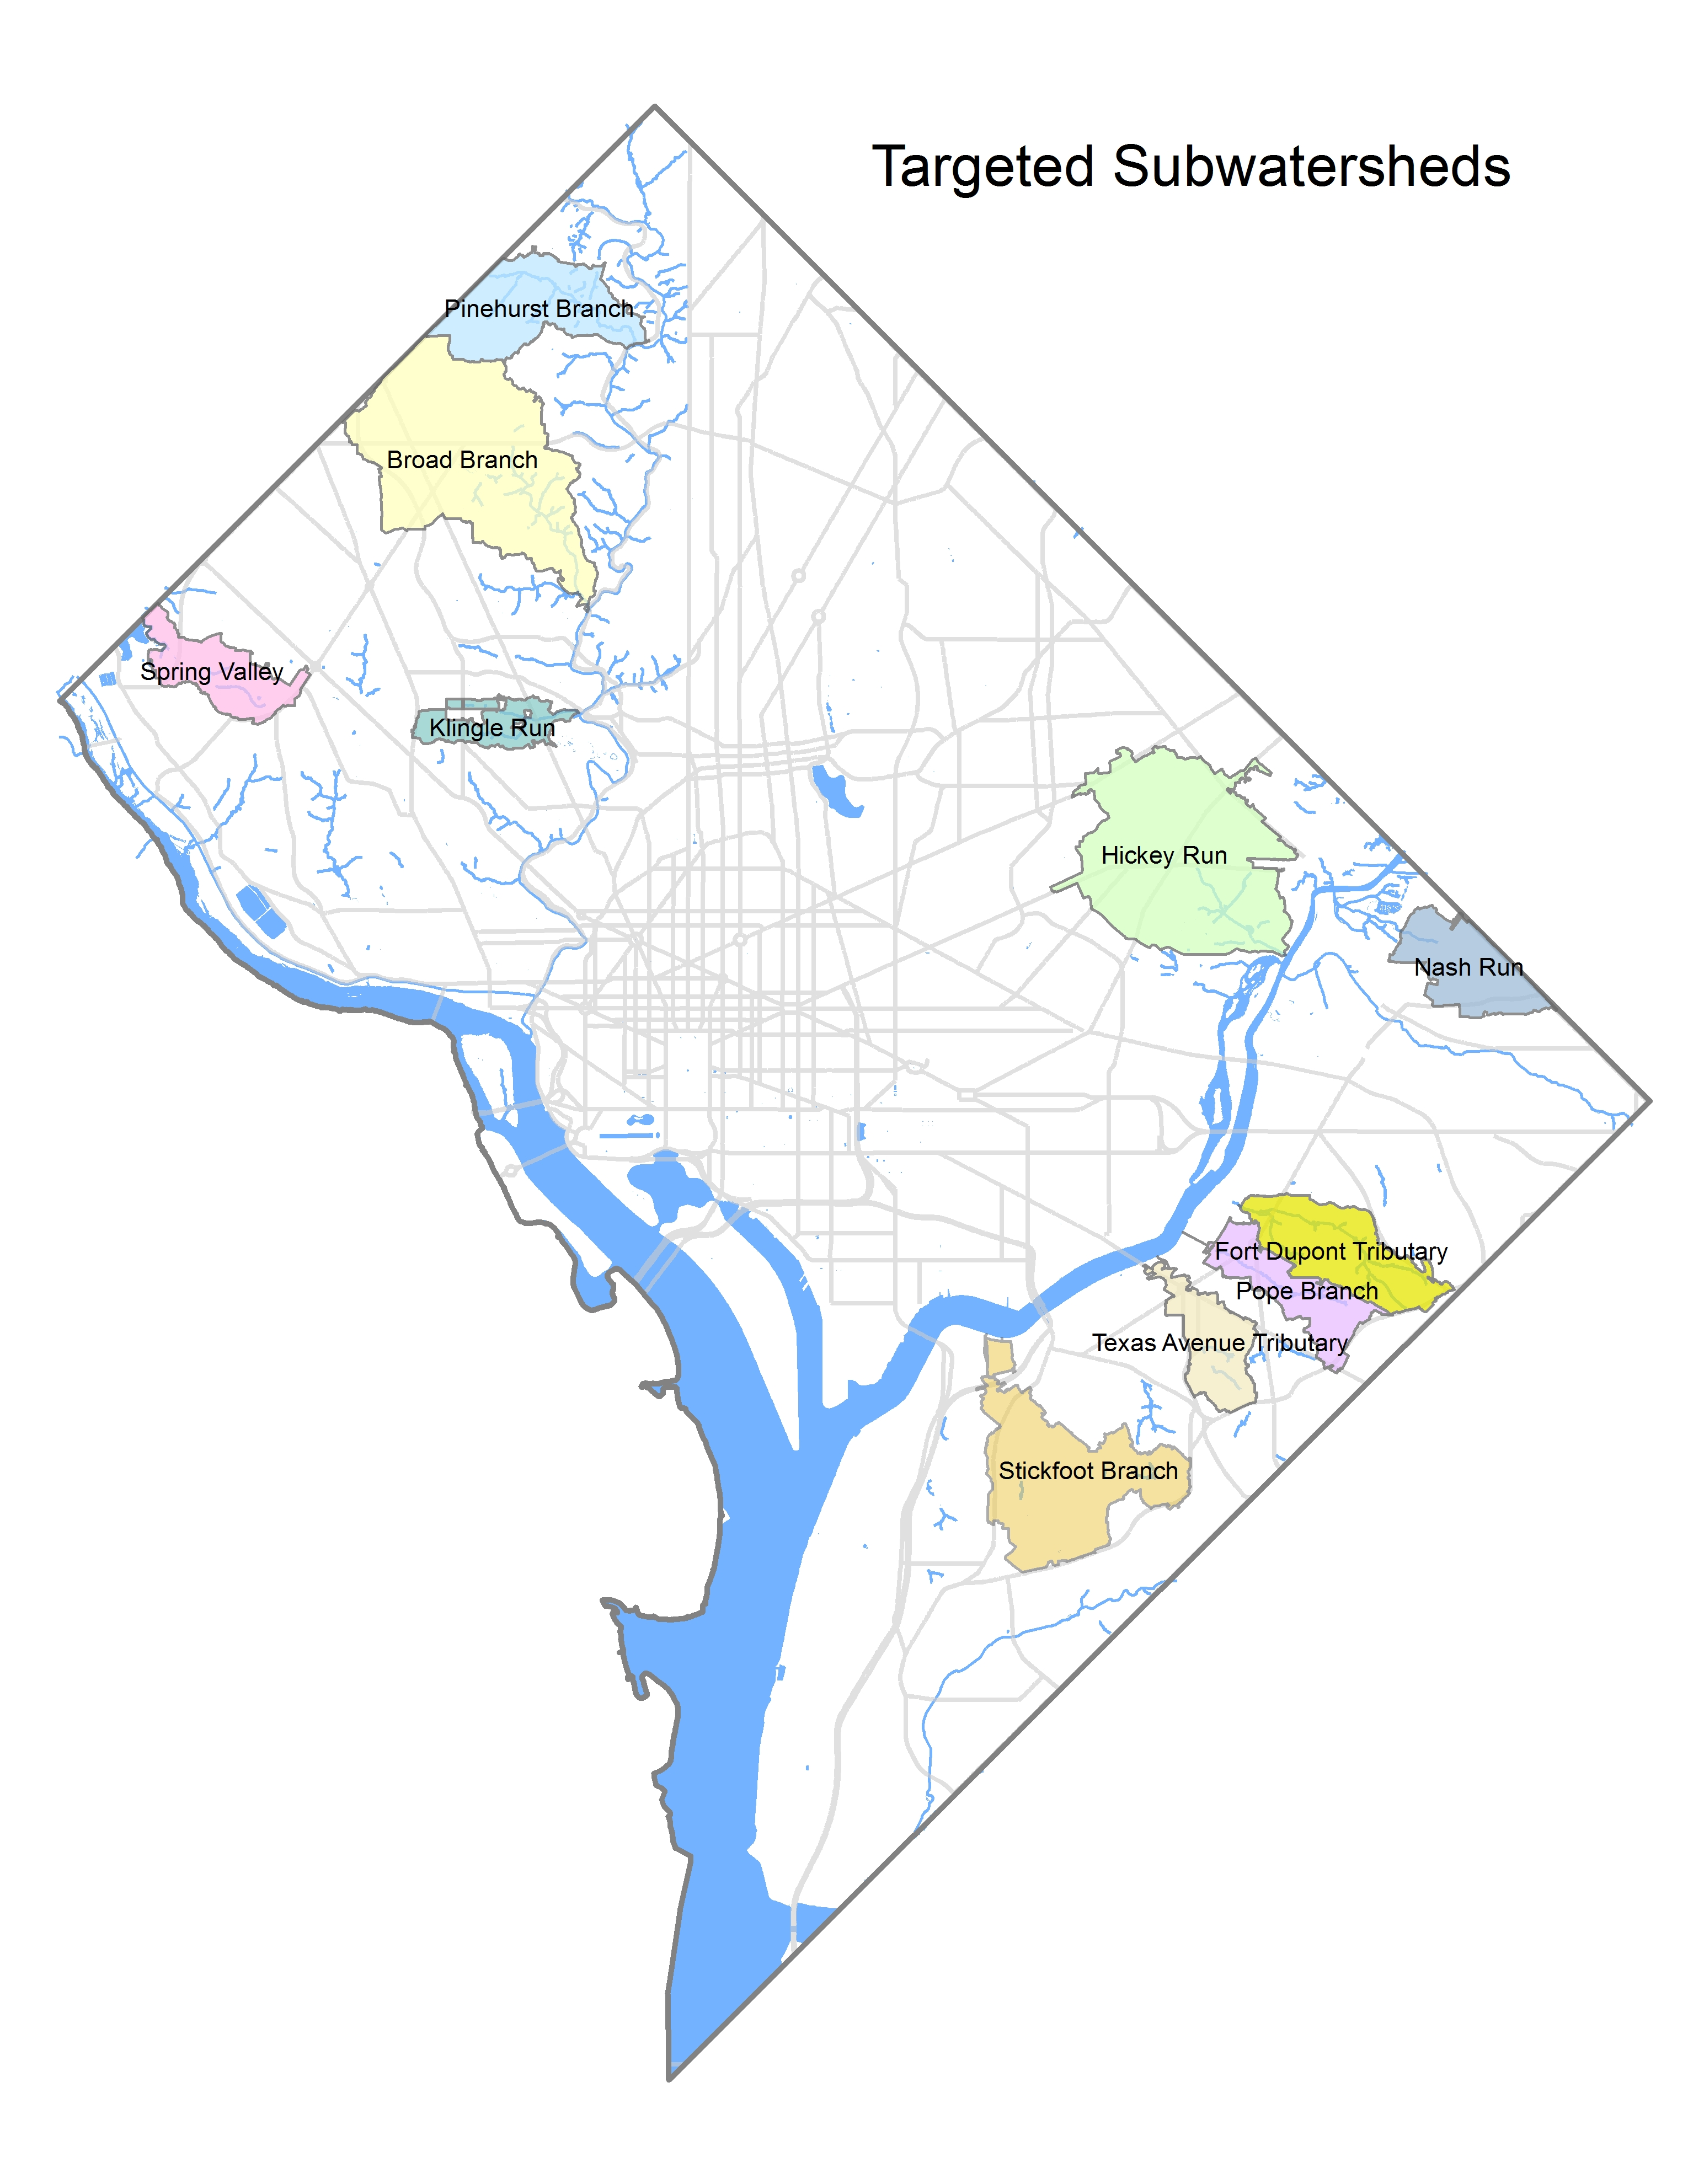 Targeted Subwatersheds
Pinehurst Branch
Broad Branch
Spring Valley
Klingle Run
Hickey Run
Nash Run
Fort Dupont Tributary
Pope Branch
Texas Avenue Tributary
Stickfoot Branch